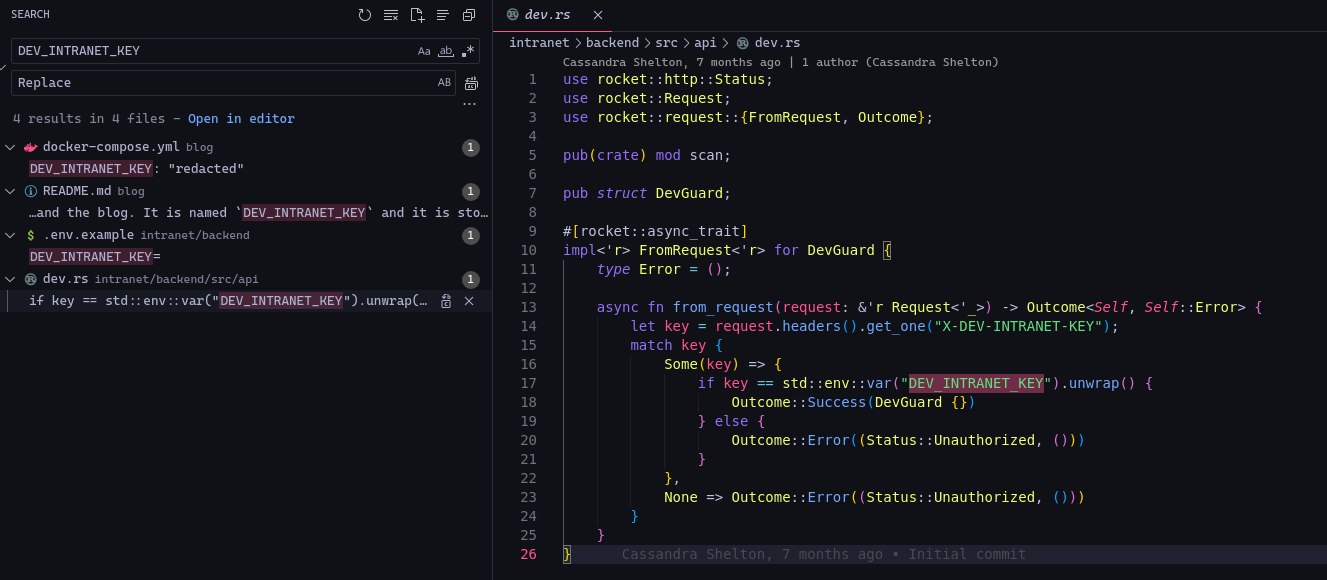 SEARCH
DEV_INTRANET_KEY Aa ab .*
Replace AB
...
4 results in 4 files - Open in editor
docker-compose.yml blog 1
DEV_INTRANET_KEY: "redacted"
README.md blog 1
…and the blog. It is named `DEV_INTRANET_KEY` and it is sto…
$ .env.example intranet/backend 1
DEV_INTRANET_KEY=
dev.rs intranet/backend/src/api 1
if key == std::env::var("DEV_INTRANET_KEY").unwrap(…
dev.rs
intranet > backend > src > api > dev.rs
Cassandra Shelton, 7 months ago | 1 author (Cassandra Shelton)
1 use rocket::http::Status;
2 use rocket::Request;
3 use rocket::request::{FromRequest, Outcome};
4
5 pub(crate) mod scan;
6
7 pub struct DevGuard;
8
9 #[rocket::async_trait]
10 impl<'r> FromRequest<'r> for DevGuard {
11     type Error = ();
12
13     async fn from_request(request: &'r Request<'_>) -> Outcome<Self, Self::Error> {
14         let key = request.headers().get_one("X-DEV-INTRANET-KEY");
15         match key {
16             Some(key) => {
17                 if key == std::env::var("DEV_INTRANET_KEY").unwrap() {
18                     Outcome::Success(DevGuard {})
19                 } else {
20                     Outcome::Error((Status::Unauthorized, ()))
21                 }
22             },
23             None => Outcome::Error((Status::Unauthorized, ()))
24         }
25     }
26 } Cassandra Shelton, 7 months ago • Initial commit